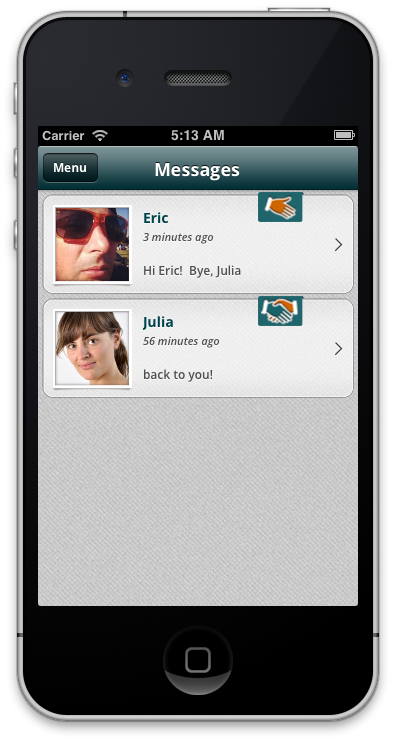 Carrier 5:13 AM
Menu Messages
Eric
3 minutes ago
Hi Eric!  Bye, Julia
Julia
56 minutes ago
back to you!